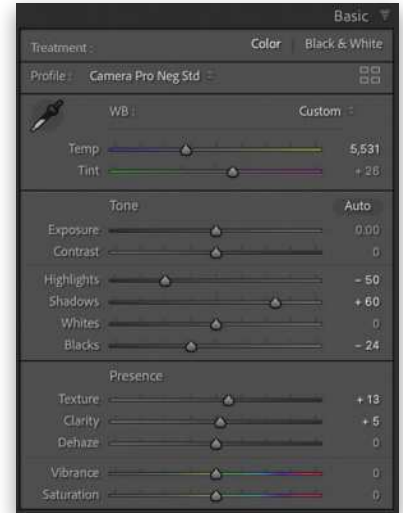 Basic
Treatment : Color Black & White
Profile : Camera Pro Neg Std
WB : Custom
Temp 5,531
Tint + 26
Tone Auto
Exposure 0.00
Contrast 0
Highlights - 50
Shadows + 60
Whites 0
Blacks - 24
Presence
Texture + 13
Clarity + 5
Dehaze 0
Vibrance 0
Saturation 0